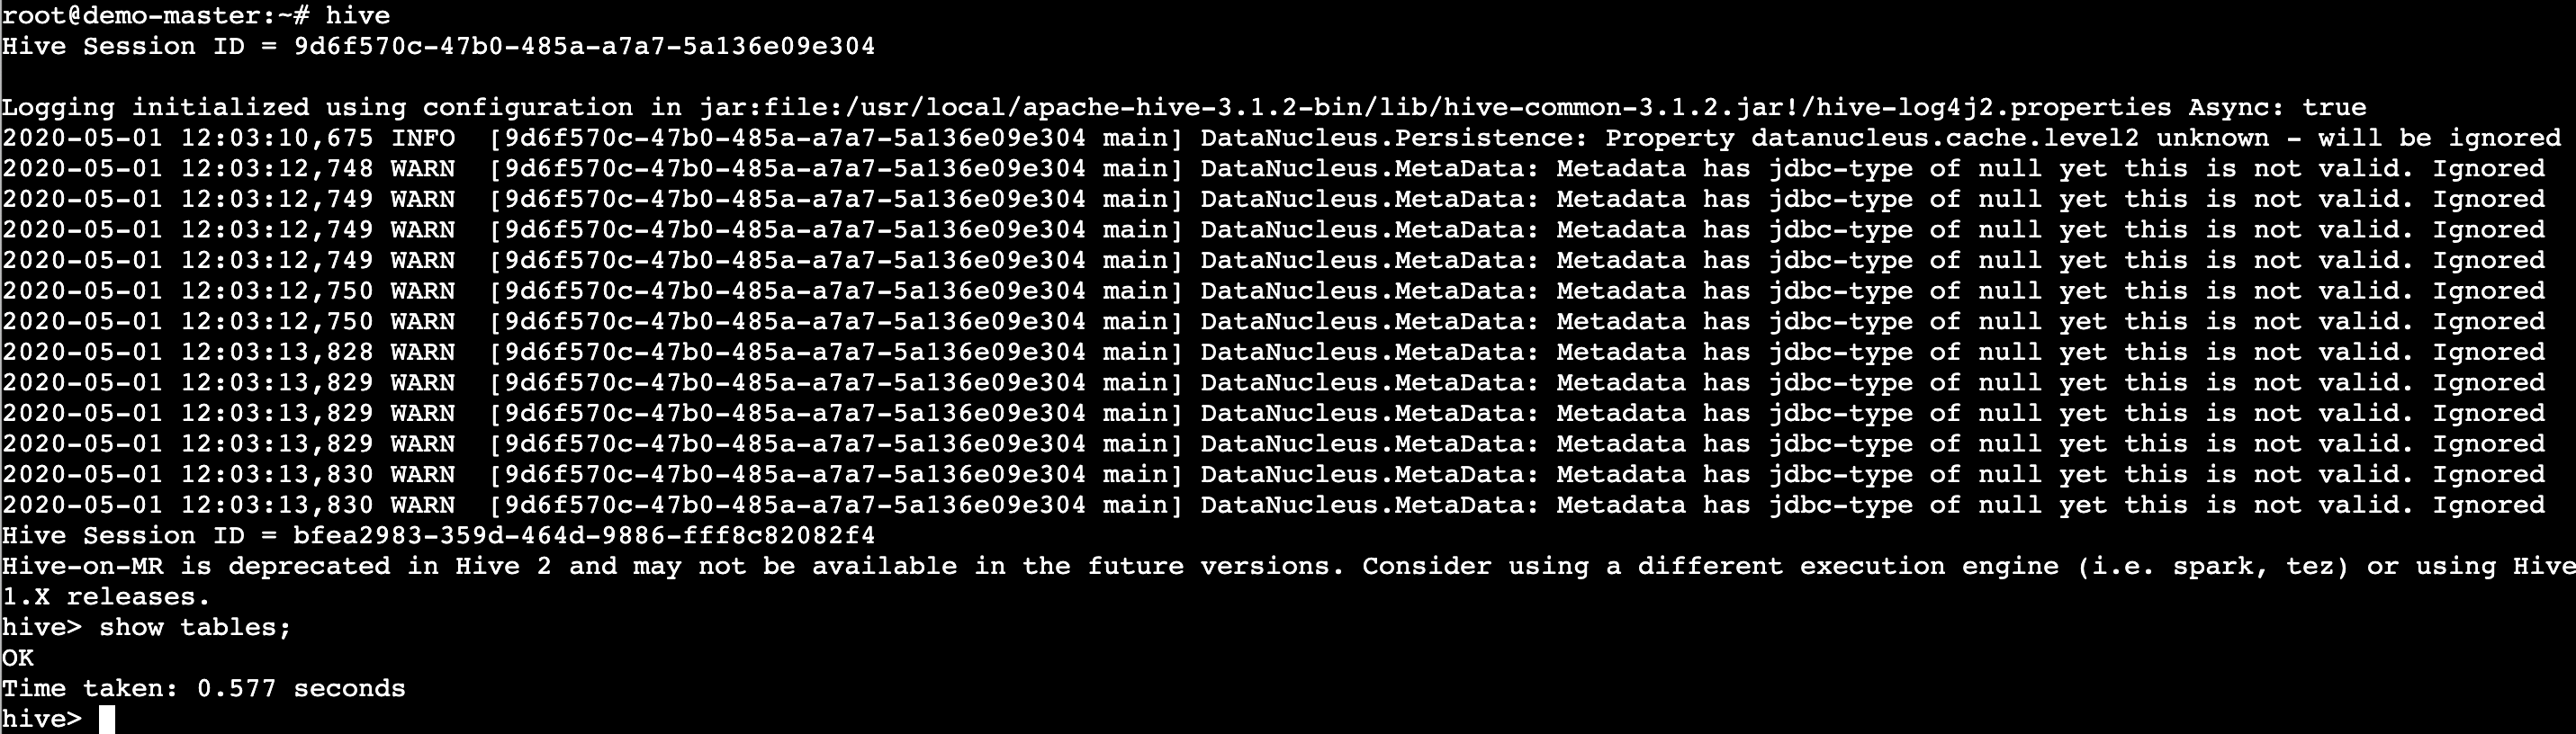 root@demo-master:~# hive
Hive Session ID = 9d6f570c-47b0-485a-a7a7-5a136e09e304
Logging initialized using configuration in jar:file:/usr/local/apache-hive-3.1.2-bin/lib/hive-common-3.1.2.jar!/hive-log4j2.properties Async: true
2020-05-01 12:03:10,675 INFO  [9d6f570c-47b0-485a-a7a7-5a136e09e304 main] DataNucleus.Persistence: Property datanucleus.cache.level2 unknown - will be ignored
2020-05-01 12:03:12,748 WARN  [9d6f570c-47b0-485a-a7a7-5a136e09e304 main] DataNucleus.MetaData: Metadata has jdbc-type of null yet this is not valid. Ignored
2020-05-01 12:03:12,749 WARN  [9d6f570c-47b0-485a-a7a7-5a136e09e304 main] DataNucleus.MetaData: Metadata has jdbc-type of null yet this is not valid. Ignored
2020-05-01 12:03:12,749 WARN  [9d6f570c-47b0-485a-a7a7-5a136e09e304 main] DataNucleus.MetaData: Metadata has jdbc-type of null yet this is not valid. Ignored
2020-05-01 12:03:12,749 WARN  [9d6f570c-47b0-485a-a7a7-5a136e09e304 main] DataNucleus.MetaData: Metadata has jdbc-type of null yet this is not valid. Ignored
2020-05-01 12:03:12,750 WARN  [9d6f570c-47b0-485a-a7a7-5a136e09e304 main] DataNucleus.MetaData: Metadata has jdbc-type of null yet this is not valid. Ignored
2020-05-01 12:03:12,750 WARN  [9d6f570c-47b0-485a-a7a7-5a136e09e304 main] DataNucleus.MetaData: Metadata has jdbc-type of null yet this is not valid. Ignored
2020-05-01 12:03:13,828 WARN  [9d6f570c-47b0-485a-a7a7-5a136e09e304 main] DataNucleus.MetaData: Metadata has jdbc-type of null yet this is not valid. Ignored
2020-05-01 12:03:13,829 WARN  [9d6f570c-47b0-485a-a7a7-5a136e09e304 main] DataNucleus.MetaData: Metadata has jdbc-type of null yet this is not valid. Ignored
2020-05-01 12:03:13,829 WARN  [9d6f570c-47b0-485a-a7a7-5a136e09e304 main] DataNucleus.MetaData: Metadata has jdbc-type of null yet this is not valid. Ignored
2020-05-01 12:03:13,829 WARN  [9d6f570c-47b0-485a-a7a7-5a136e09e304 main] DataNucleus.MetaData: Metadata has jdbc-type of null yet this is not valid. Ignored
2020-05-01 12:03:13,830 WARN  [9d6f570c-47b0-485a-a7a7-5a136e09e304 main] DataNucleus.MetaData: Metadata has jdbc-type of null yet this is not valid. Ignored
2020-05-01 12:03:13,830 WARN  [9d6f570c-47b0-485a-a7a7-5a136e09e304 main] DataNucleus.MetaData: Metadata has jdbc-type of null yet this is not valid. Ignored
Hive Session ID = bfea2983-359d-464d-9886-fff8c82082f4
Hive-on-MR is deprecated in Hive 2 and may not be available in the future versions. Consider using a different execution engine (i.e. spark, tez) or using Hive
1.X releases.
hive> show tables;
OK
Time taken: 0.577 seconds
hive>